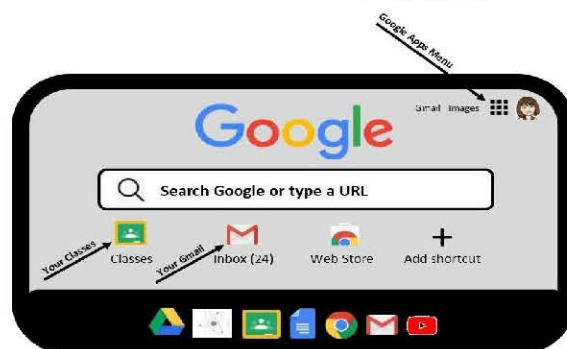 Google Apps Menu
Gmail Images
Google
Search Google or type a URL
Your Classes
Classes
Your Gmail
Inbox (24)
Web Store
Add shortcut